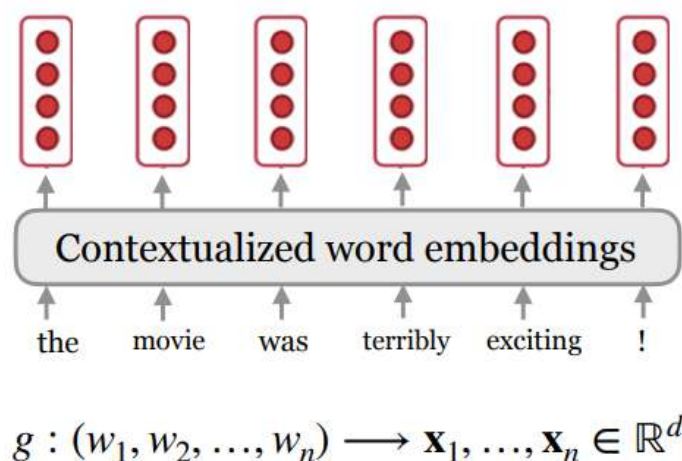 Contextualized word embeddings
the movie was terribly exciting !
g : (w₁, w₂, …, wₙ) ⟶ 𝐱₁, …, 𝐱ₙ ∈ ℝᵈ